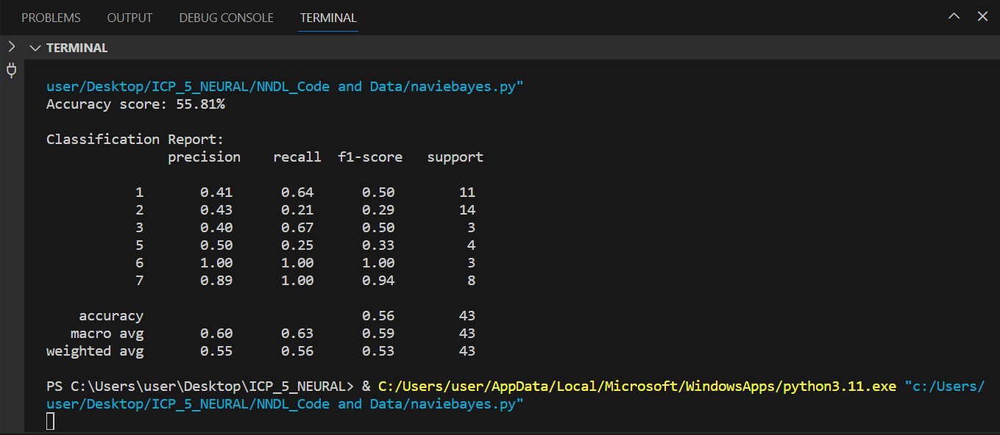 PROBLEMS OUTPUT DEBUG CONSOLE TERMINAL
TERMINAL
user/Desktop/ICP_5_NEURAL/NNDL_Code and Data/naviebayes.py"
Accuracy score: 55.81%
Classification Report:
precision recall f1-score support
1 0.41 0.64 0.50 11
2 0.43 0.21 0.29 14
3 0.40 0.67 0.50 3
5 0.50 0.25 0.33 4
6 1.00 1.00 1.00 3
7 0.89 1.00 0.94 8
accuracy 0.56 43
macro avg 0.60 0.63 0.59 43
weighted avg 0.55 0.56 0.53 43
PS C:\Users\user\Desktop\ICP_5_NEURAL> & C:/Users/user/AppData/Local/Microsoft/WindowsApps/python3.11.exe "c:/Users/
user/Desktop/ICP_5_NEURAL/NNDL_Code and Data/naviebayes.py"